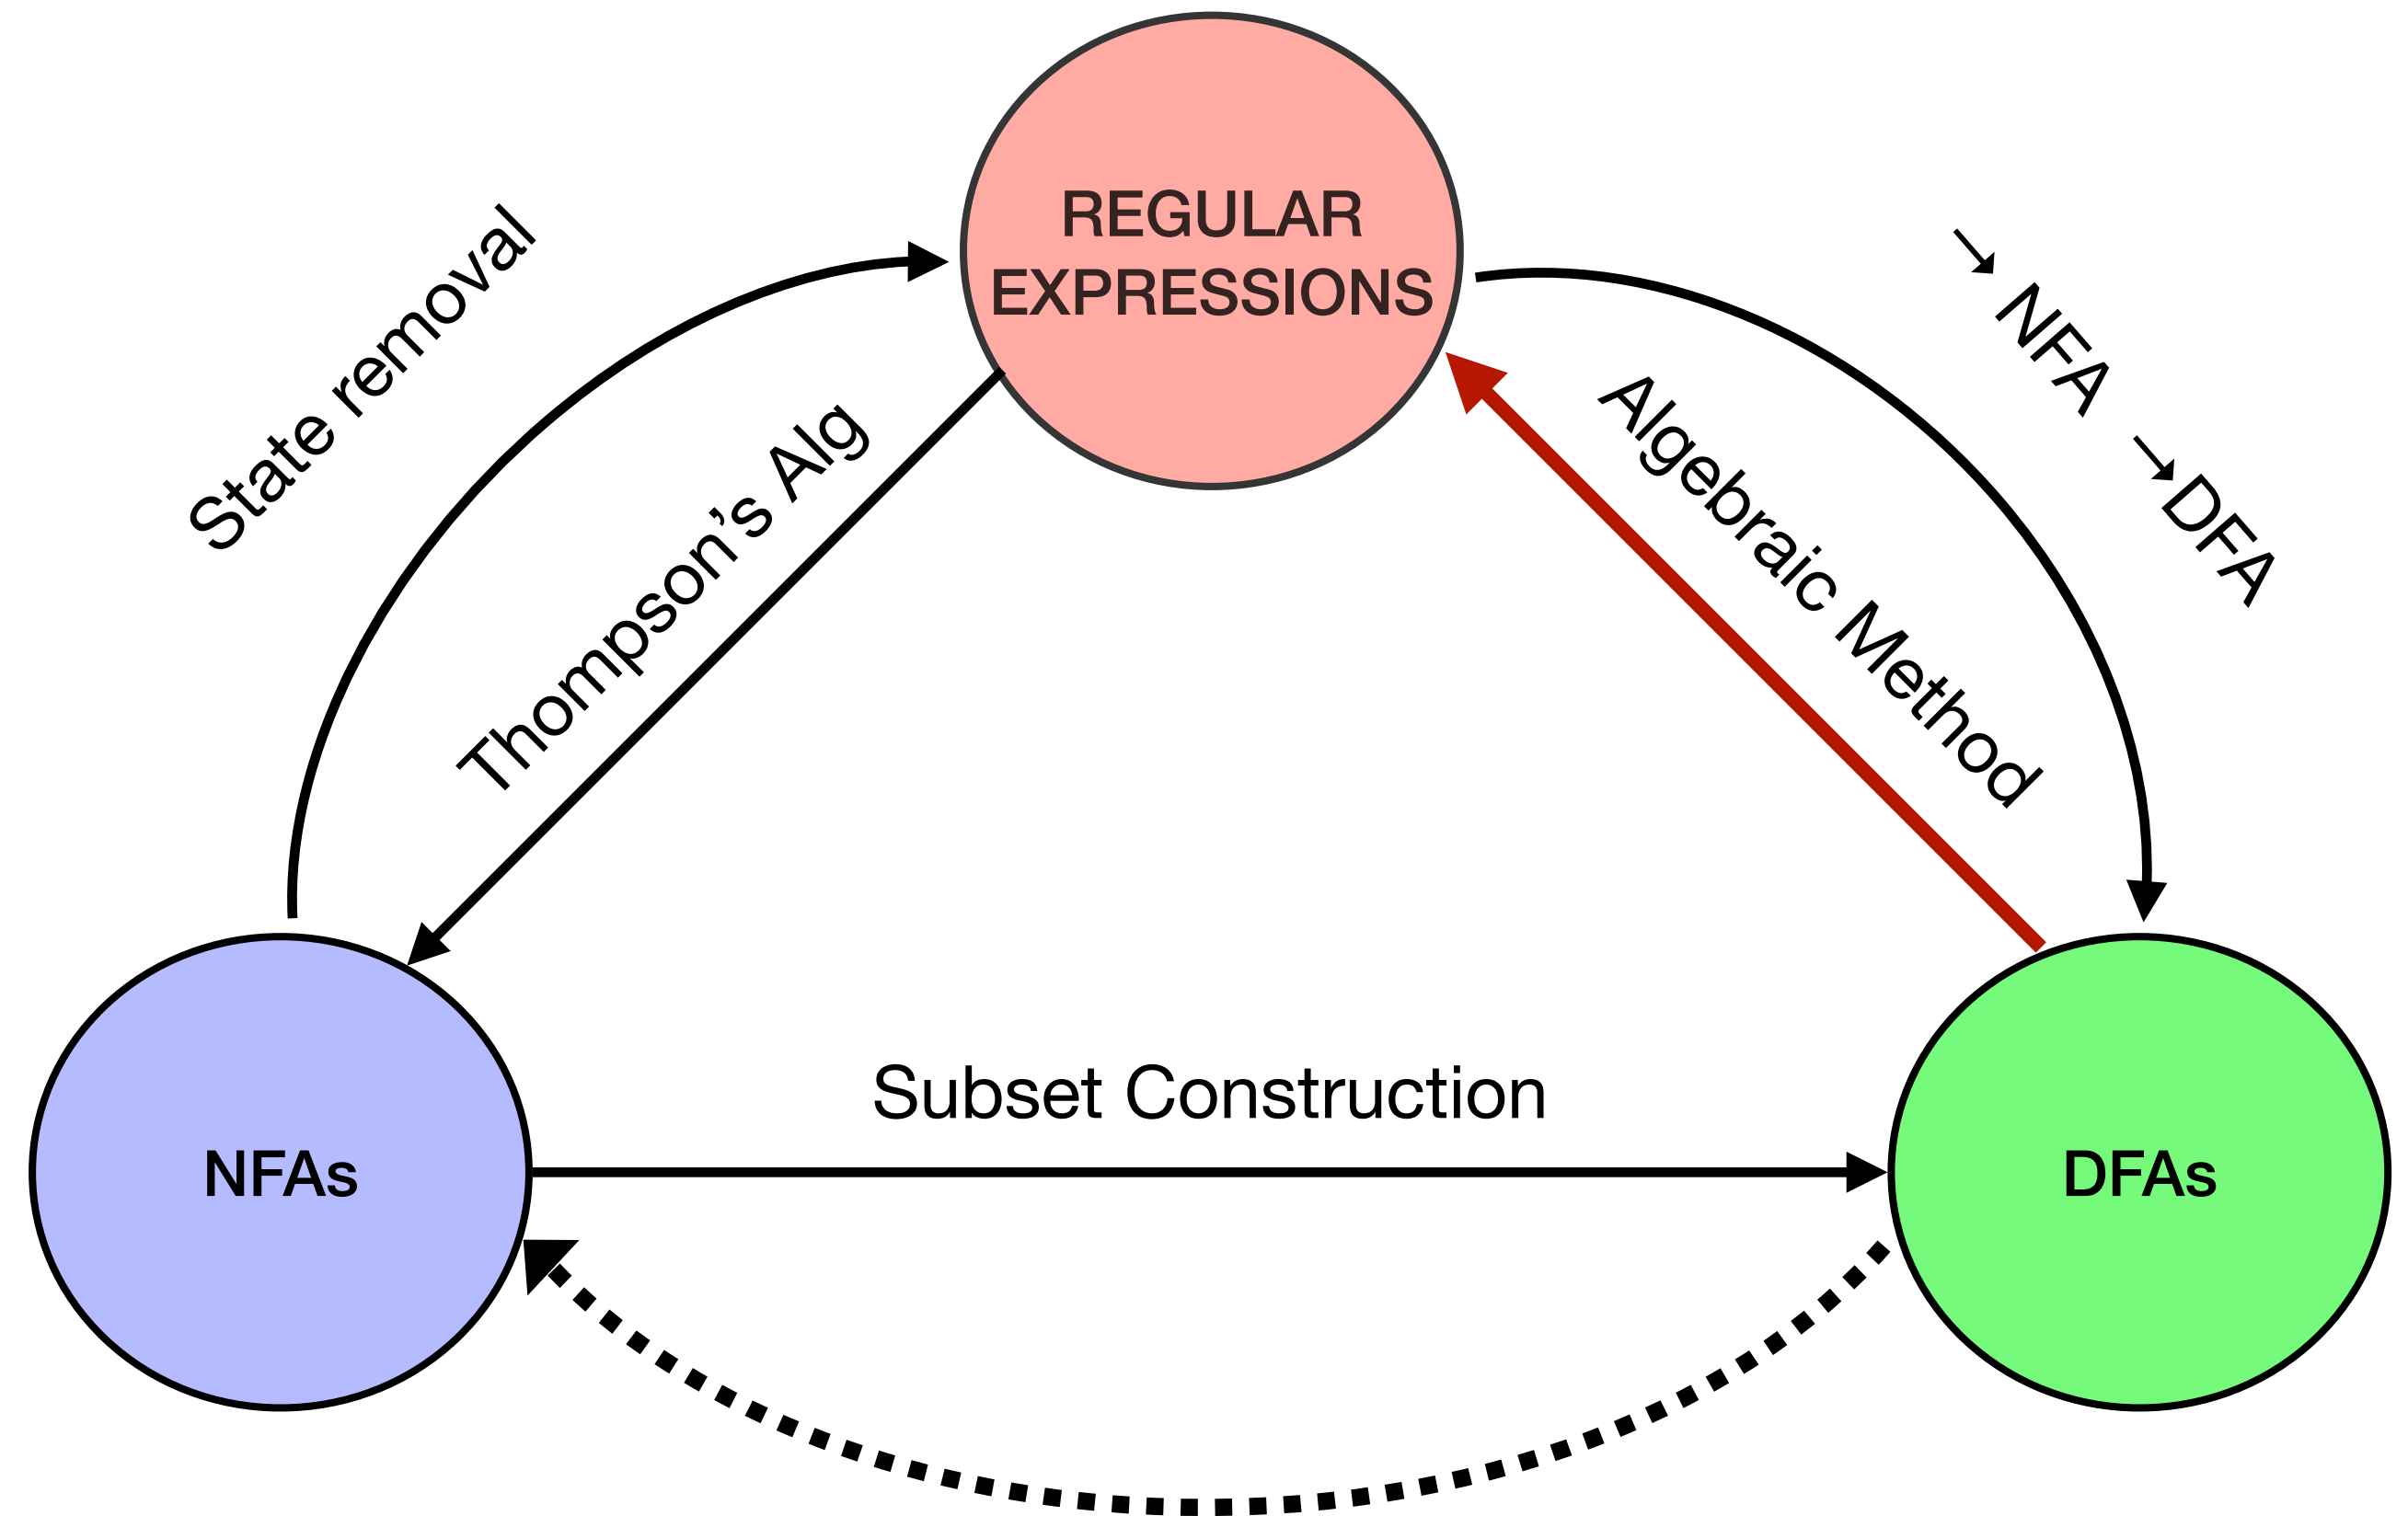 REGULAR
EXPRESSIONS
State removal
Thompson's Alg
Algebraic Method
→ NFA →DFA
Subset Construction
NFAs
DFAs